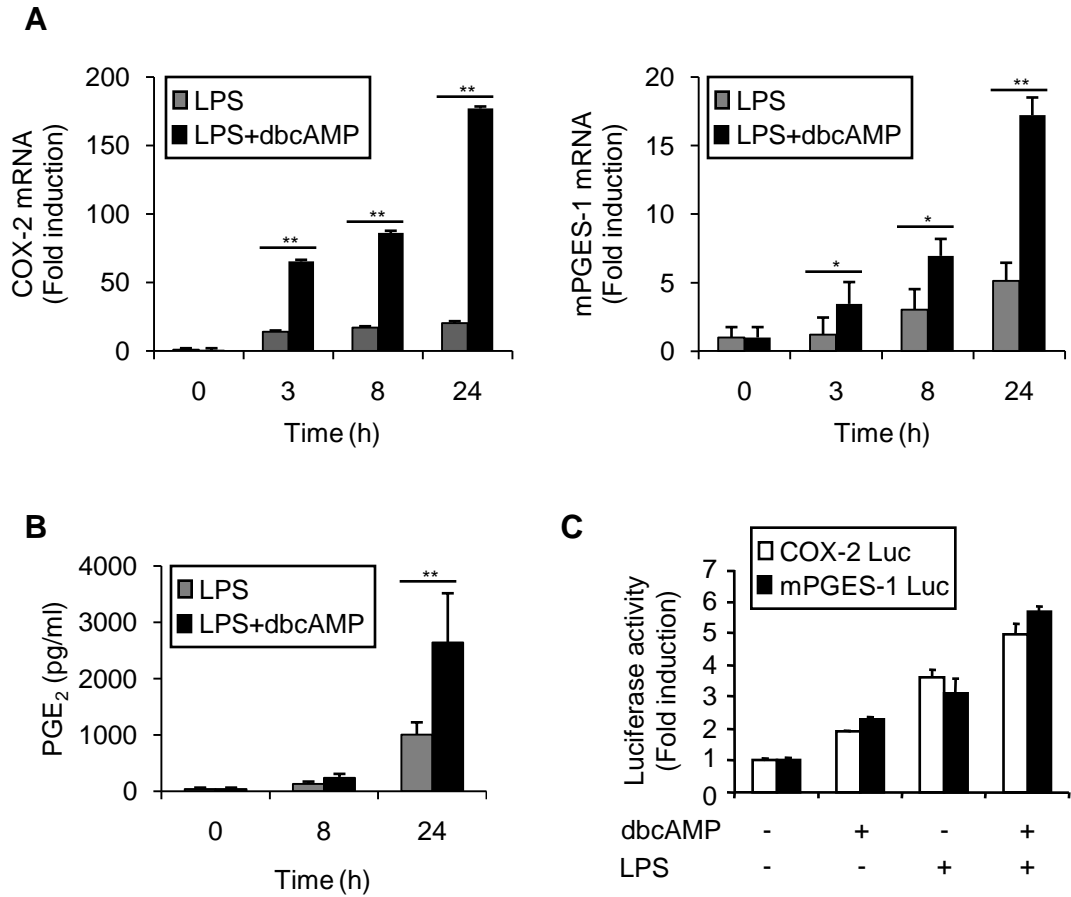 A
COX-2 mRNA
(Fold induction)
200
150
100
50
0
LPS
LPS+dbcAMP
**
**
**
0 3 8 24
Time (h)
mPGES-1 mRNA
(Fold induction)
20
15
10
5
0
LPS
LPS+dbcAMP
*
*
**
0 3 8 24
Time (h)
B
PGE2 (pg/ml)
4000
3000
2000
1000
0
LPS
LPS+dbcAMP
**
0 8 24
Time (h)
C
Luciferase activity
(Fold induction)
7
6
5
4
3
2
1
0
COX-2 Luc
mPGES-1 Luc
dbcAMP - + - +
LPS - - + +